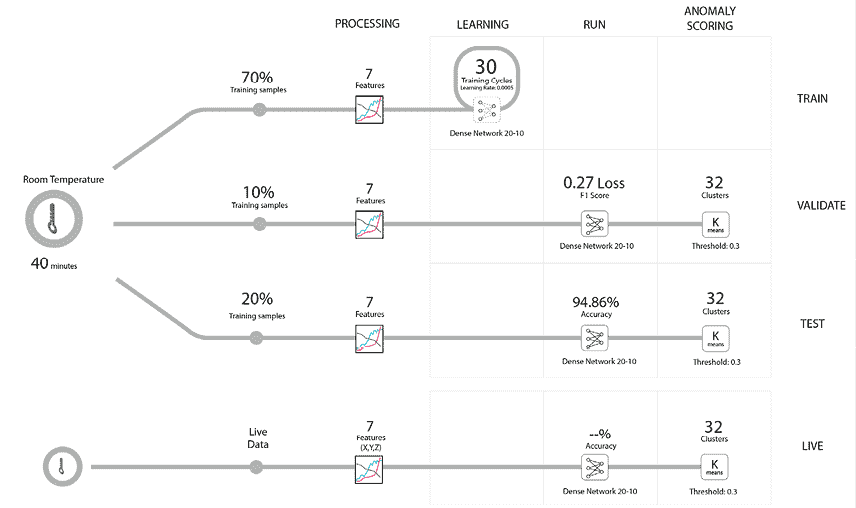 PROCESSING
LEARNING
RUN
ANOMALY
SCORING
70%
Training samples
7
Features
30
Training Cycles
Learning Rate: 0.0005
Dense Network 20-10
TRAIN
Room Temperature
40 minutes
10%
Training samples
7
Features
0.27 Loss
F1 Score
Dense Network 20-10
32
Clusters
K
means
Threshold: 0.3
VALIDATE
20%
Training samples
7
Features
94.86%
Accuracy
Dense Network 20-10
32
Clusters
K
means
Threshold: 0.3
TEST
Live
Data
7
Features
(X,Y,Z)
--%
Accuracy
Dense Network 20-10
32
Clusters
K
means
Threshold: 0.3
LIVE